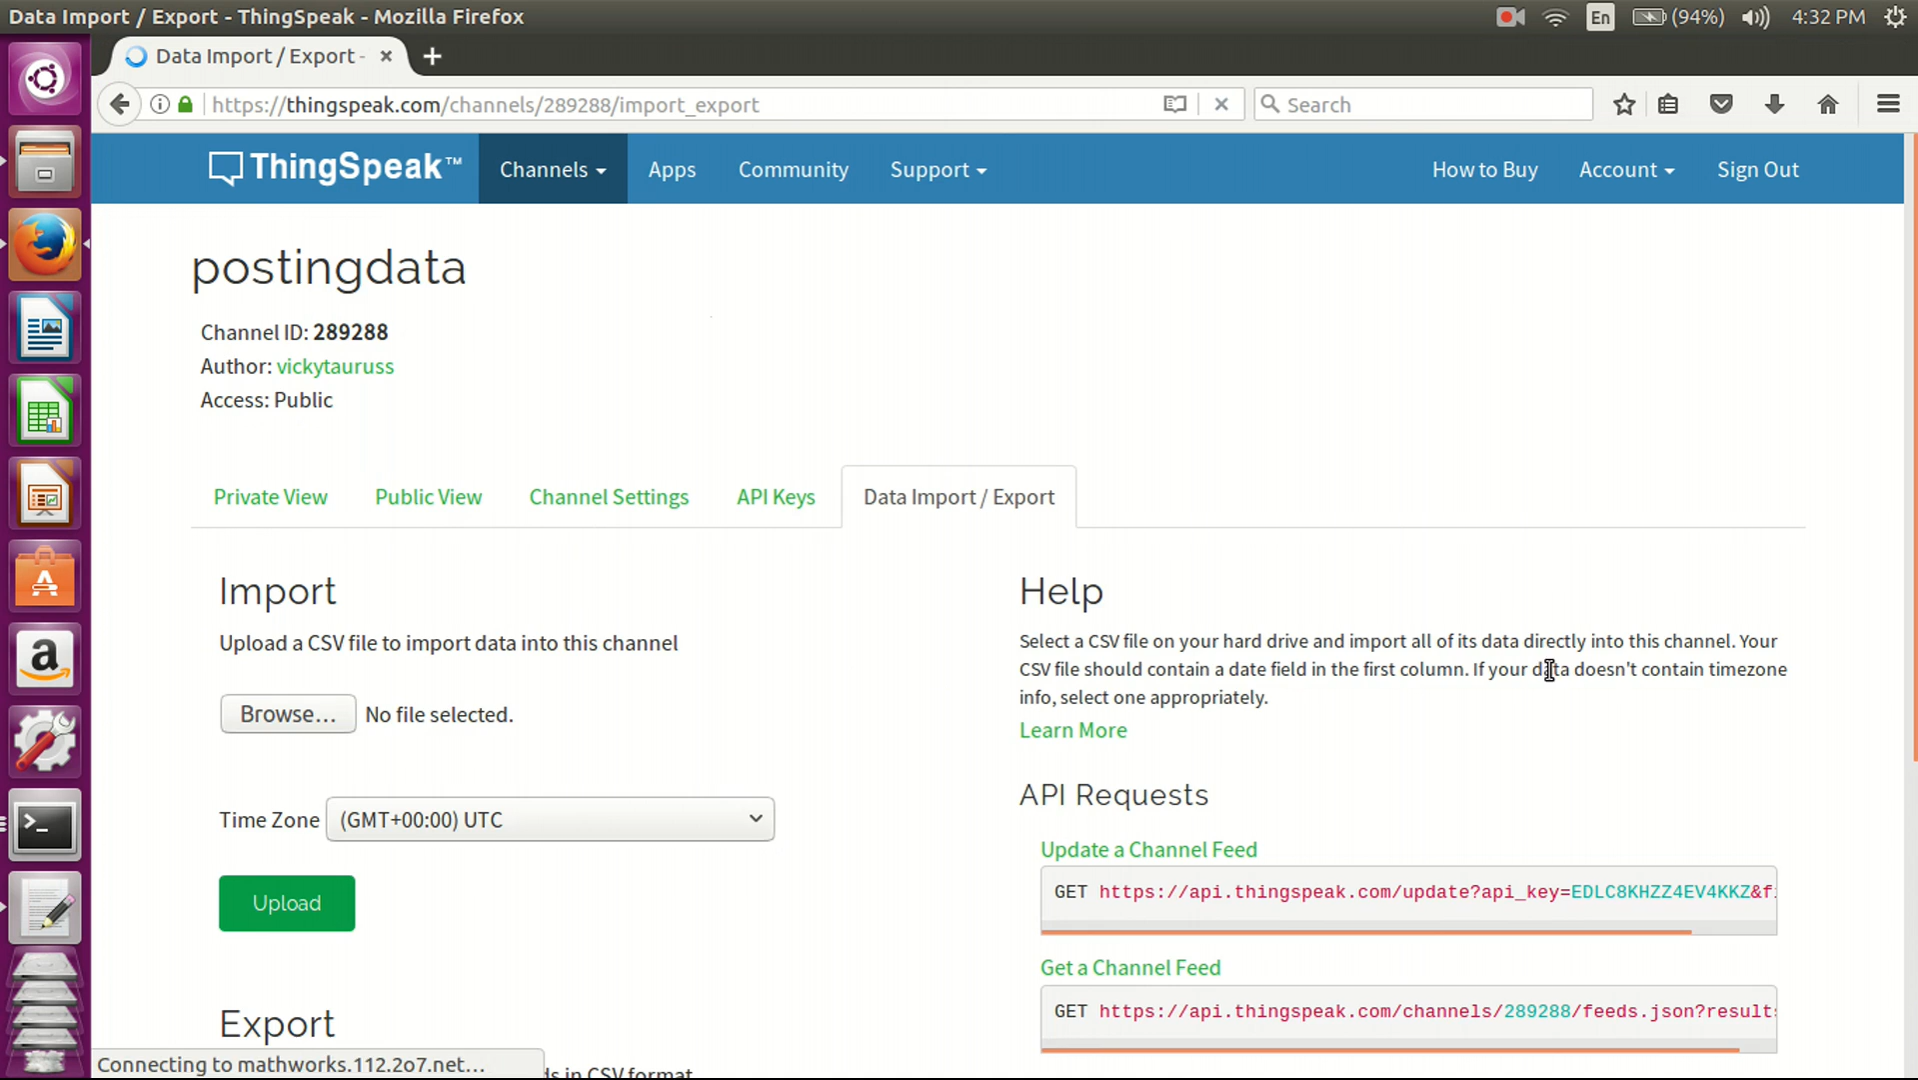 Data Import / Export - ThingSpeak - Mozilla Firefox
En
(94%)
4:32 PM
Data Import / Export -
https://thingspeak.com/channels/289288/import_export
Search
ThingSpeak™
Channels
Apps
Community
Support
How to Buy
Account
Sign Out
postingdata
Channel ID: 289288
Author: vickytauruss
Access: Public
Private View
Public View
Channel Settings
API Keys
Data Import / Export
Import
Upload a CSV file to import data into this channel
Browse...
No file selected.
Time Zone
(GMT+00:00) UTC
Upload
Export
ds in CSV format
Help
Select a CSV file on your hard drive and import all of its data directly into this channel. Your
CSV file should contain a date field in the first column. If your data doesn't contain timezone
info, select one appropriately.
Learn More
API Requests
Update a Channel Feed
GET https://api.thingspeak.com/update?api_key=EDLC8KHZZ4EV4KKZ&f
Get a Channel Feed
GET https://api.thingspeak.com/channels/289288/feeds.json?result
Connecting to mathworks.112.2o7.net...